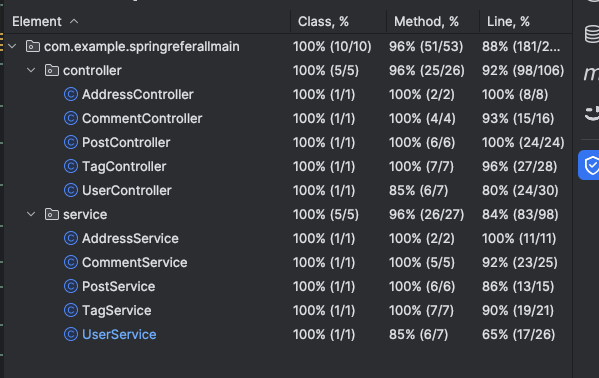 Element Class, % Method, % Line, %
com.example.springreferallmain 100% (10/10) 96% (51/53) 88% (181/2...
controller 100% (5/5) 96% (25/26) 92% (98/106)
AddressController 100% (1/1) 100% (2/2) 100% (8/8)
CommentController 100% (1/1) 100% (4/4) 93% (15/16)
PostController 100% (1/1) 100% (6/6) 100% (24/24)
TagController 100% (1/1) 100% (7/7) 96% (27/28)
UserController 100% (1/1) 85% (6/7) 80% (24/30)
service 100% (5/5) 96% (26/27) 84% (83/98)
AddressService 100% (1/1) 100% (2/2) 100% (11/11)
CommentService 100% (1/1) 100% (5/5) 92% (23/25)
PostService 100% (1/1) 100% (6/6) 86% (13/15)
TagService 100% (1/1) 100% (7/7) 90% (19/21)
UserService 100% (1/1) 85% (6/7) 65% (17/26)